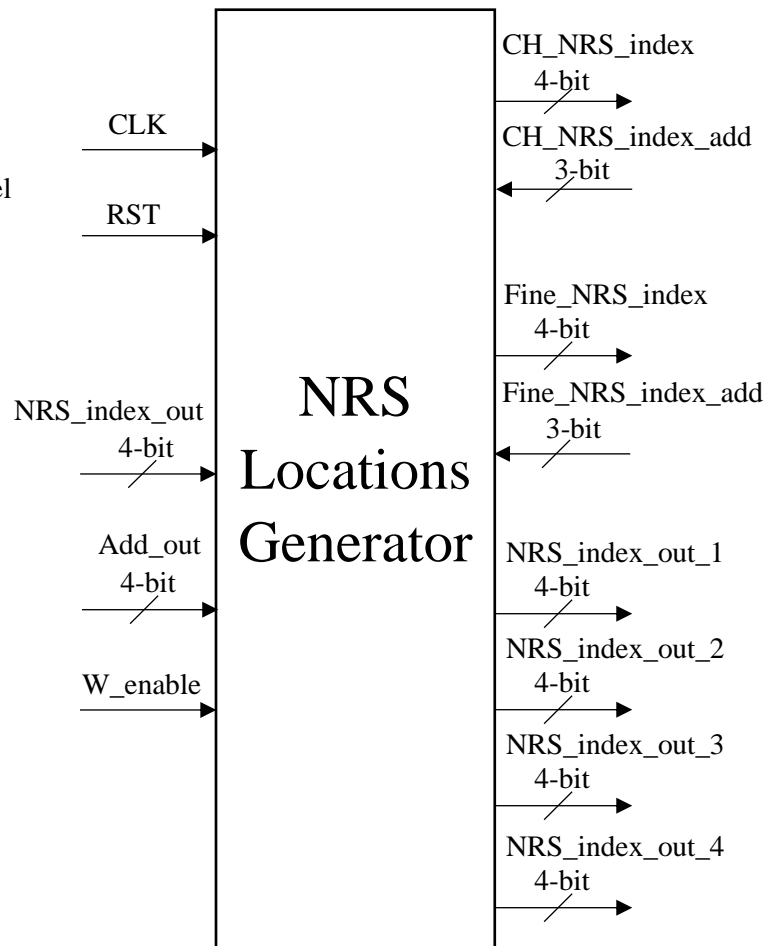 CLK
el
RST
NRS_index_out
4-bit
Add_out
4-bit
W_enable
NRS
Locations
Generator
CH_NRS_index
4-bit
CH_NRS_index_add
3-bit
Fine_NRS_index
4-bit
Fine_NRS_index_add
3-bit
NRS_index_out_1
4-bit
NRS_index_out_2
4-bit
NRS_index_out_3
4-bit
NRS_index_out_4
4-bit